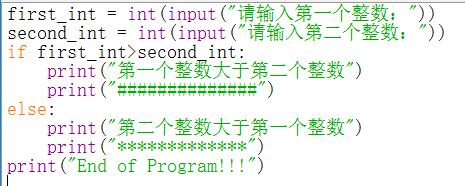 first_int = int(input("请输入第一个整数："))
second_int = int(input("请输入第二个整数："))
if first_int>second_int:
    print("第一个整数大于第二个整数")
    print("##############")
else:
    print("第二个整数大于第一个整数")
    print("*************")
print("End of Program!!!")